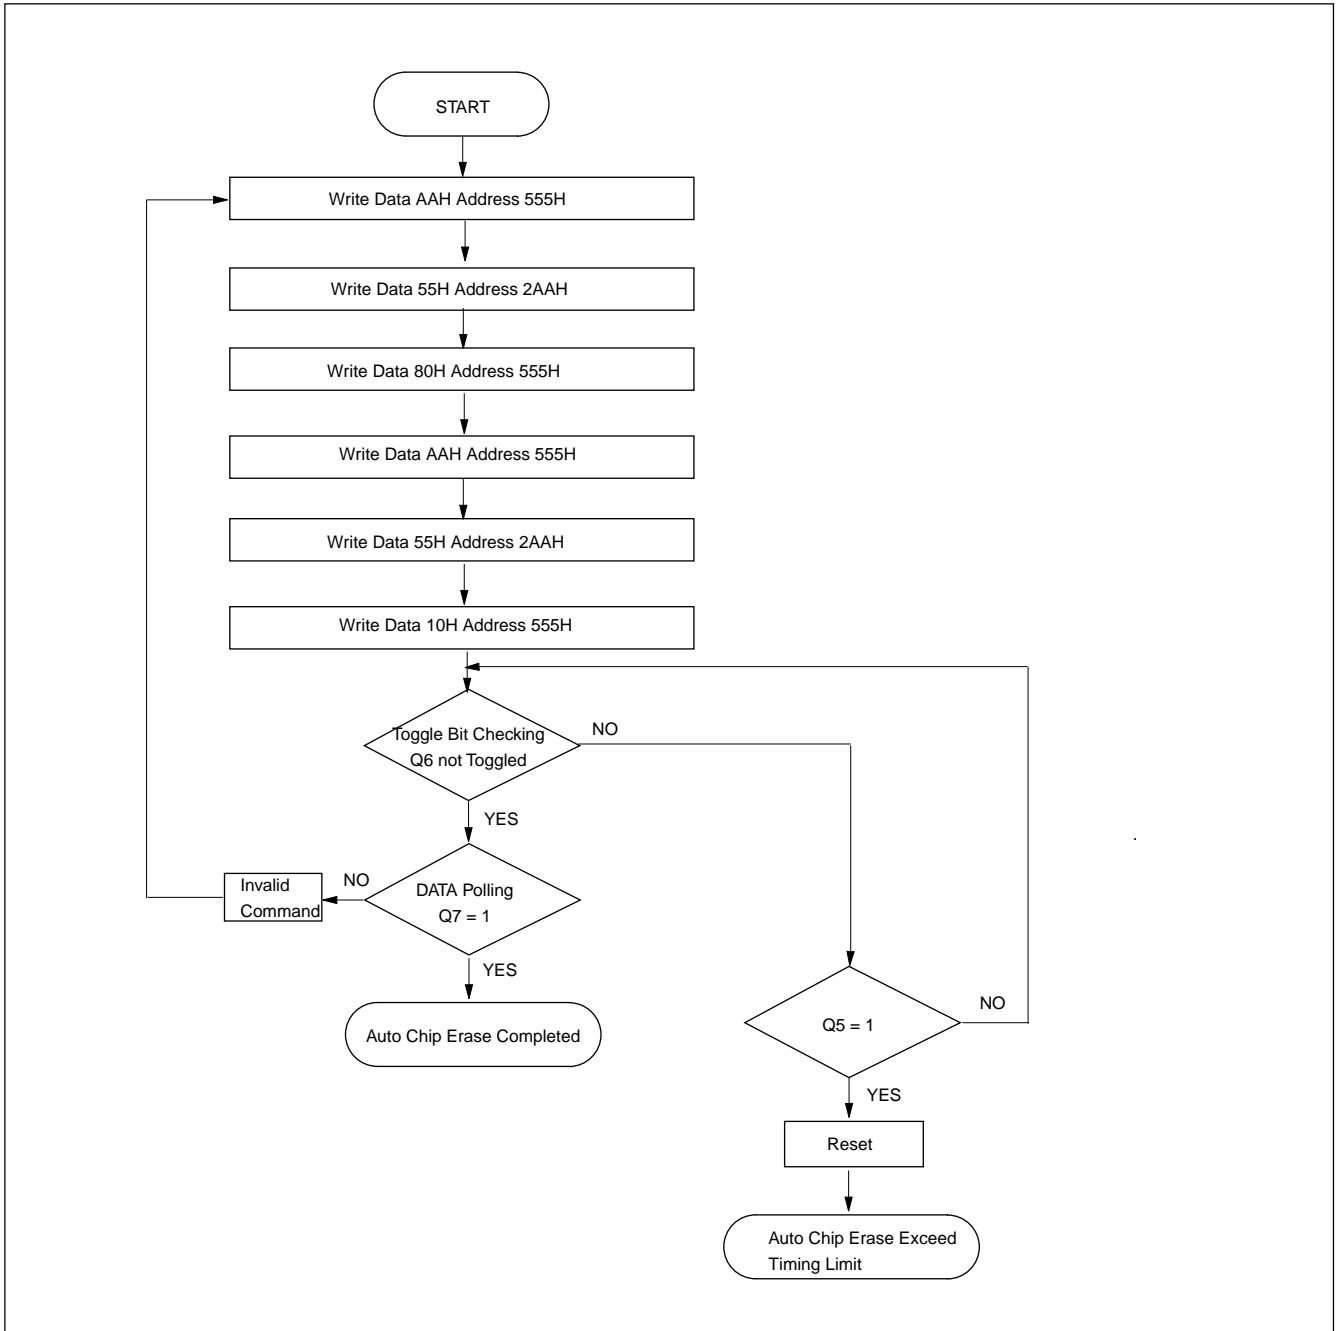 START
Write Data AAH Address 555H
Write Data 55H Address 2AAH
Write Data 80H Address 555H
Write Data AAH Address 555H
Write Data 55H Address 2AAH
Write Data 10H Address 555H
Toggle Bit Checking
Q6 not Toggled
NO
YES
Invalid
Command
NO
DATA Polling
Q7 = 1
YES
Auto Chip Erase Completed
Q5 = 1
NO
YES
Reset
Auto Chip Erase Exceed
Timing Limit